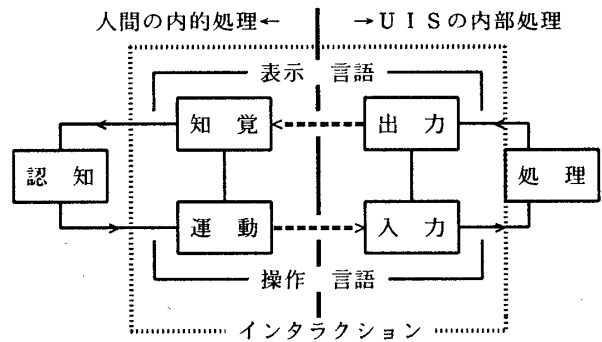 人間の内的処理← →UISの内部処理
表示 言語
知覚 出力
認知 処理
運動 入力
操作 言語
インタラクション